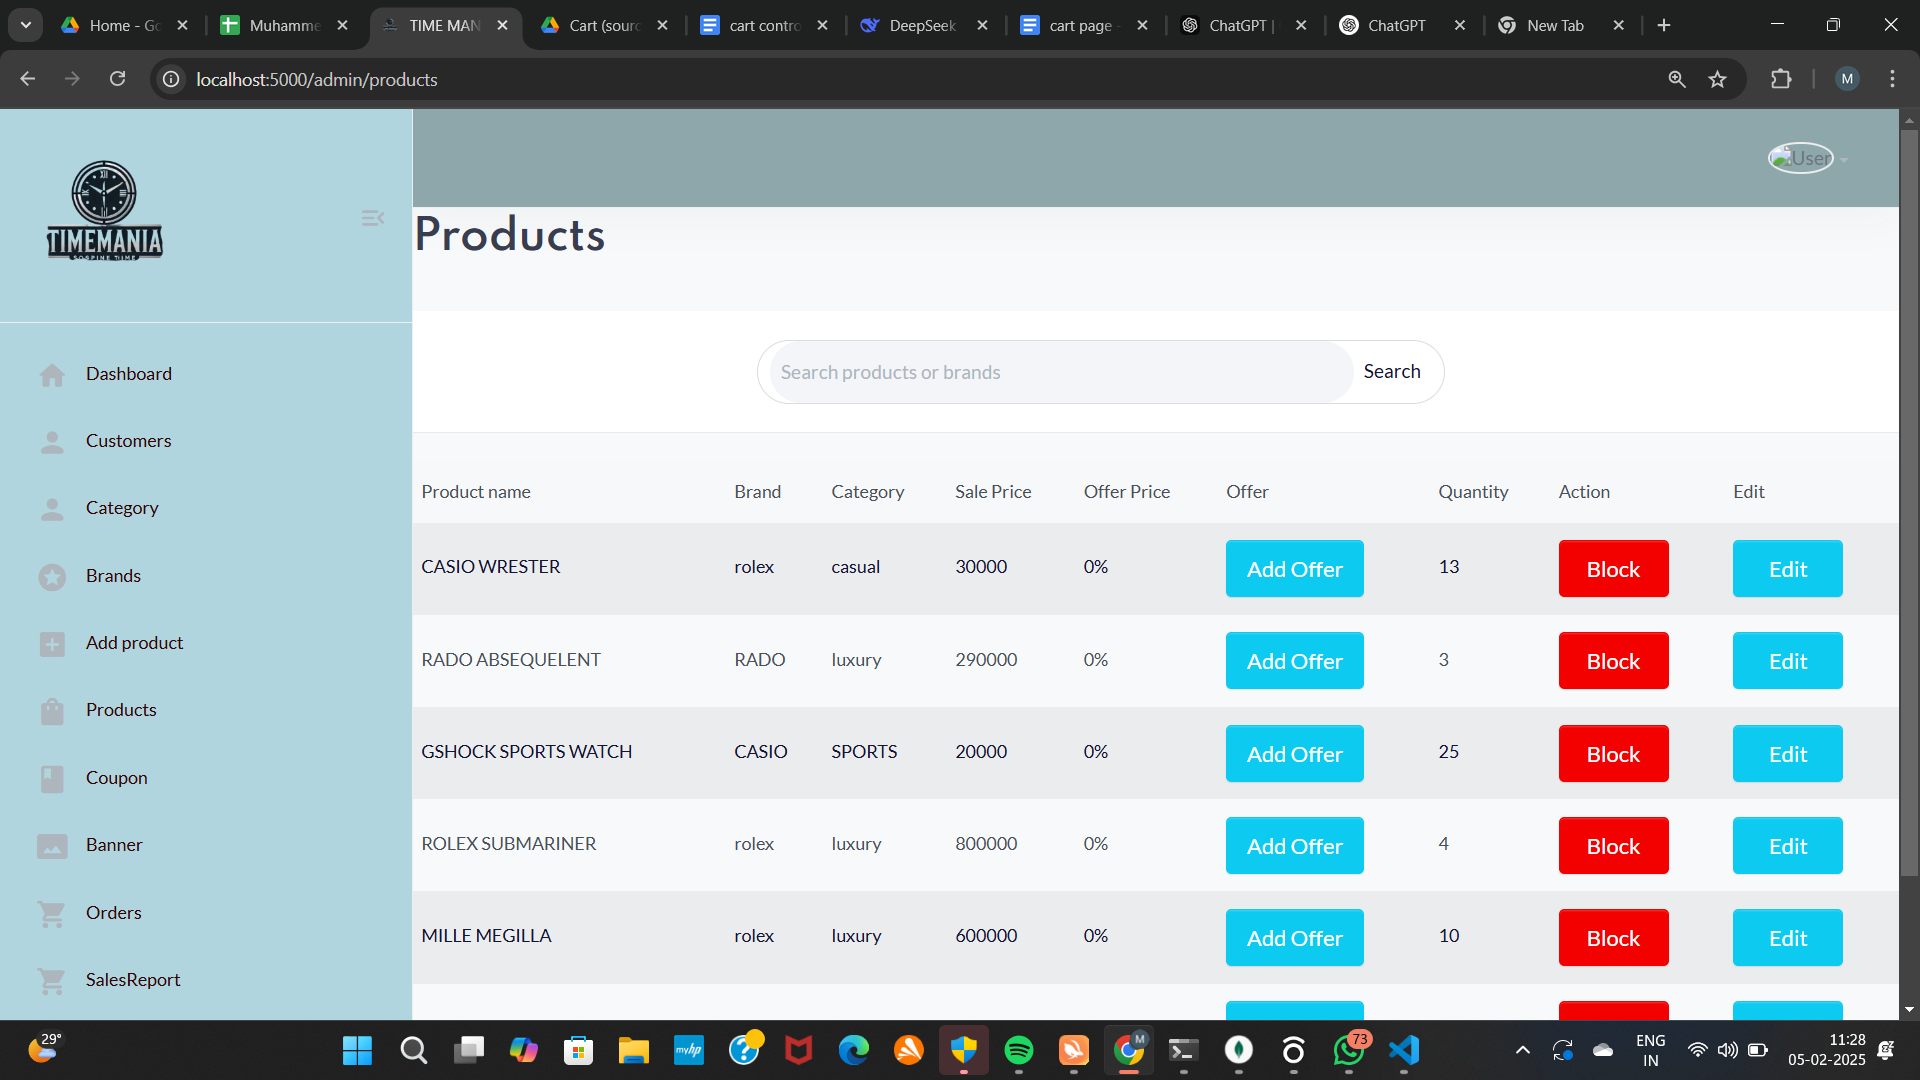 Home - Go
Muhamme
TIME MAN
Cart (sourc
cart contro
DeepSeek
cart page -
ChatGPT |
ChatGPT
New Tab
localhost:5000/admin/products
M
TIMEMANIA
User
Products
Search products or brands
Search
Dashboard
Customers
Category
Brands
Add product
Products
Coupon
Banner
Orders
SalesReport
Product name Brand Category Sale Price Offer Price Offer Quantity Action Edit
CASIO WRESTER rolex casual 30000 0% Add Offer 13 Block Edit
RADO ABSEQUELENT RADO luxury 290000 0% Add Offer 3 Block Edit
GSHOCK SPORTS WATCH CASIO SPORTS 20000 0% Add Offer 25 Block Edit
ROLEX SUBMARINER rolex luxury 800000 0% Add Offer 4 Block Edit
MILLE MEGILLA rolex luxury 600000 0% Add Offer 10 Block Edit
29°
myhp
M
73
ENG
IN
11:28
05-02-2025